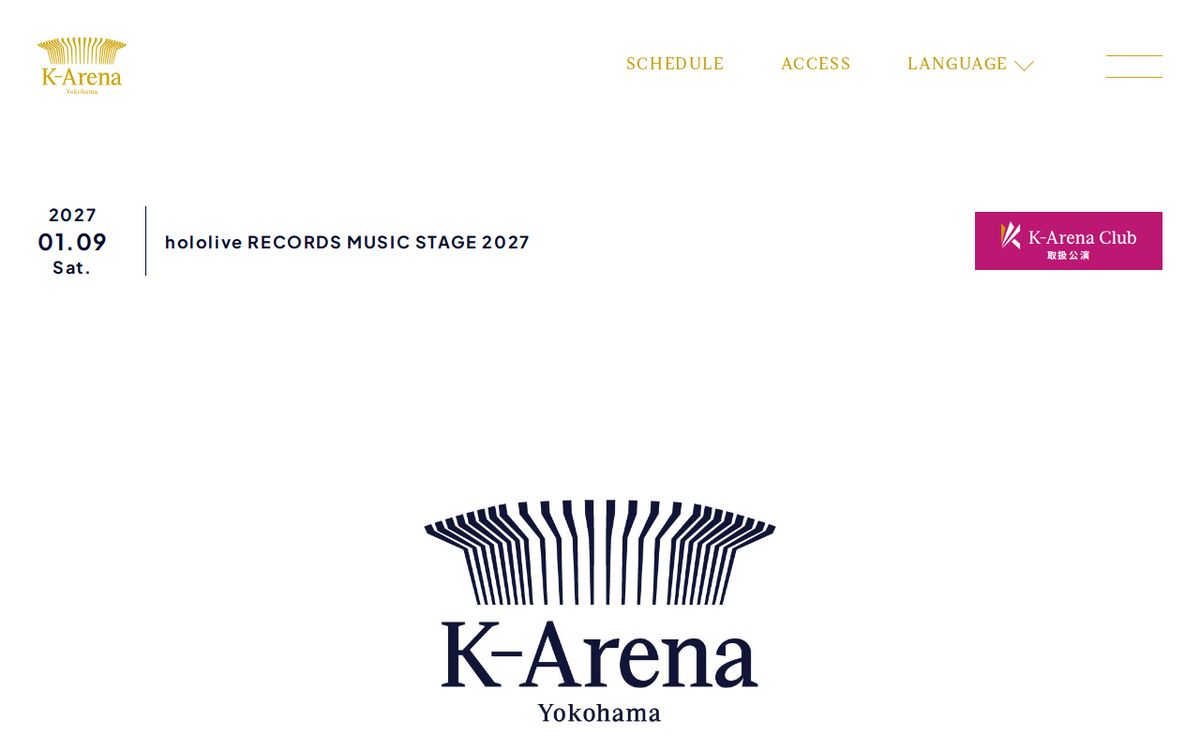 K-Arena
Yokohama
SCHEDULE
ACCESS
LANGUAGE
2027
01.09
Sat.
hololive RECORDS MUSIC STAGE 2027
K-Arena Club
取扱公演
K-Arena
Yokohama